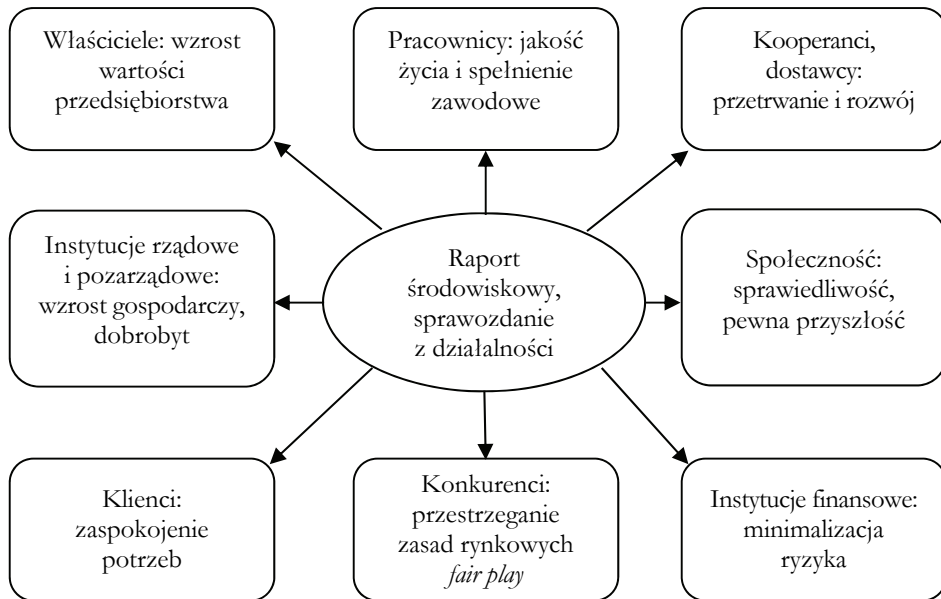 Właściciele: wzrost
wartości
przedsiębiorstwa
Pracownicy: jakość
życia i spełnienie
zawodowe
Kooperanci,
dostawcy:
przetrwanie i rozwój
Instytucje rządowe
i pozarządowe:
wzrost gospodarczy,
dobrobyt
Raport
środowiskowy,
sprawozdanie
z działalności
Społeczność:
sprawiedliwość,
pewna przyszłość
Klienci:
zaspokojenie
potrzeb
Konkurenci:
przestrzeganie
zasad rynkowych
fair play
Instytucje finansowe:
minimalizacja
ryzyka